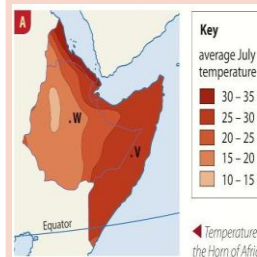 A
.W
.V
Equator
Key
average July
temperature
30 – 35
25 – 30
20 – 25
15 – 20
10 – 15
Temperature
the Horn of Afric